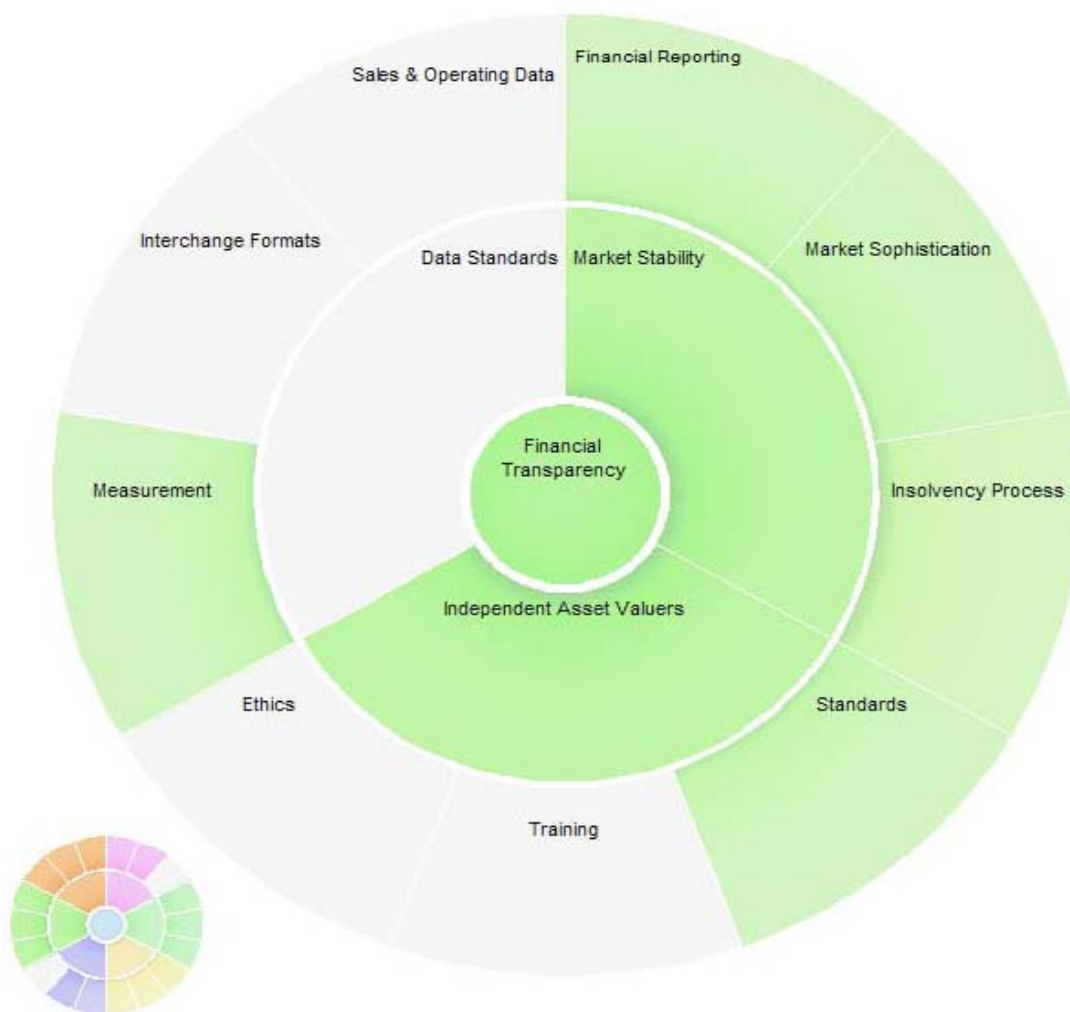 Financial Reporting
Sales & Operating Data
Interchange Formats
Market Sophistication
Data Standards
Market Stability
Financial
Transparency
Measurement
Insolvency Process
Independent Asset Valuers
Ethics
Standards
Training